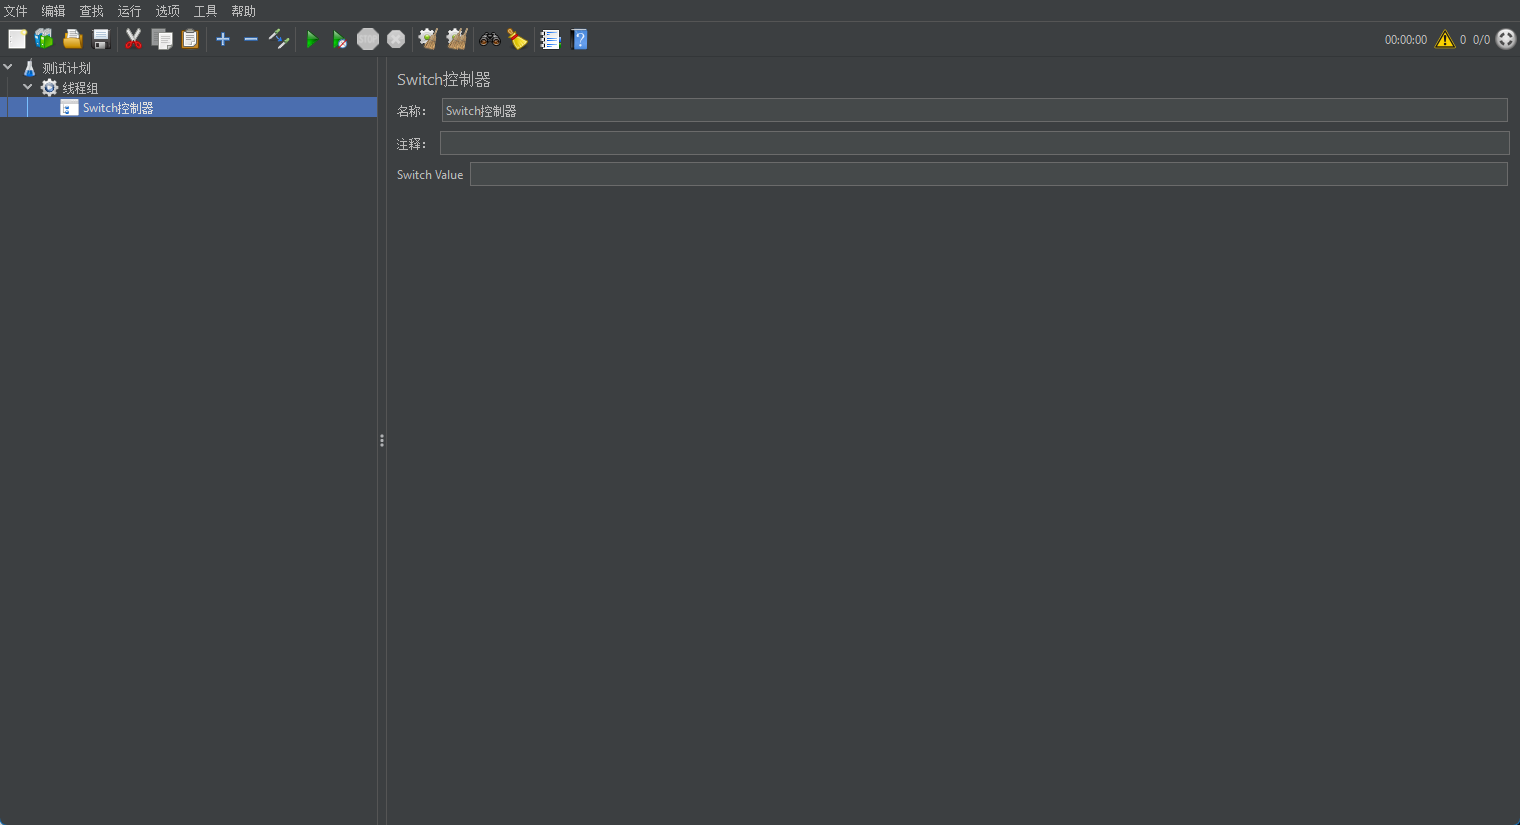 文件 编辑 查找 运行 选项 工具 帮助
00:00:00 0 0/0
测试计划
线程组
Switch控制器
Switch控制器
名称： Switch控制器
注释：
Switch Value